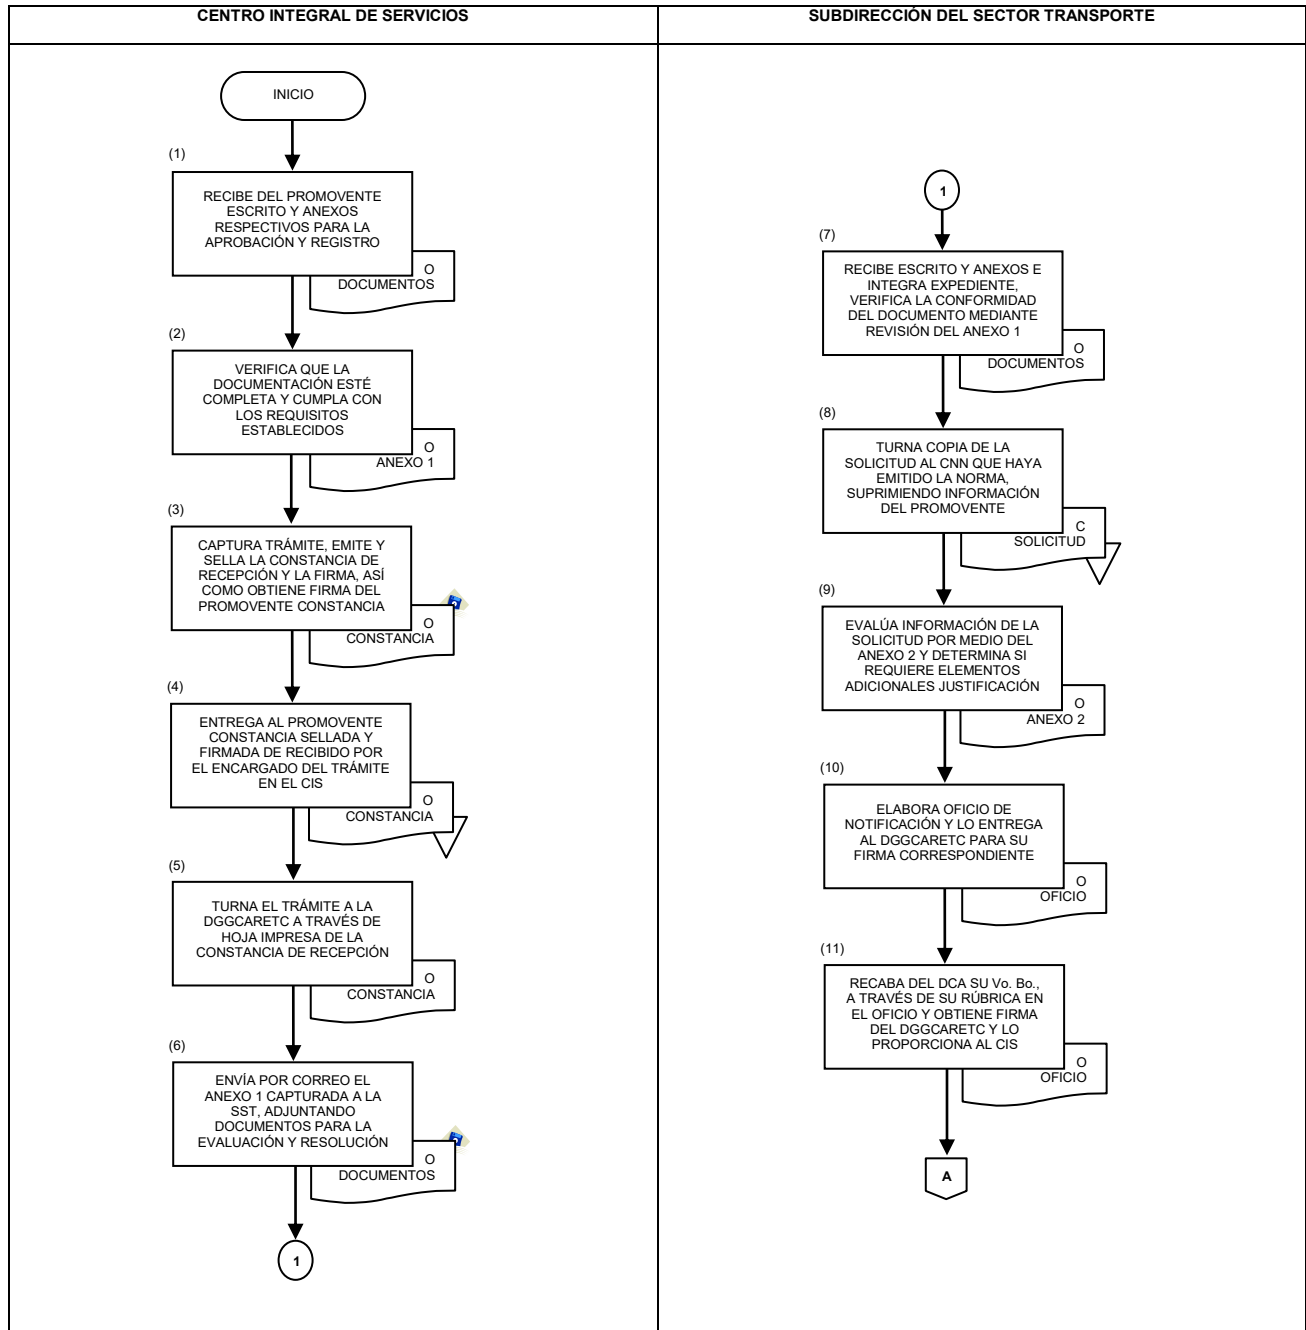 CENTRO INTEGRAL DE SERVICIOS
INICIO
(1)
RECIBE DEL PROMOVENTE
ESCRITO Y ANEXOS
RESPECTIVOS PARA LA
APROBACIÓN Y REGISTRO
O
DOCUMENTOS
(2)
VERIFICA QUE LA
DOCUMENTACIÓN ESTÉ
COMPLETA Y CUMPLA CON
LOS REQUISITOS
ESTABLECIDOS
O
ANEXO 1
(3)
CAPTURA TRÁMITE, EMITE Y
SELLA LA CONSTANCIA DE
RECEPCIÓN Y LA FIRMA, ASÍ
COMO OBTIENE FIRMA DEL
PROMOVENTE CONSTANCIA
O
CONSTANCIA
(4)
ENTREGA AL PROMOVENTE
CONSTANCIA SELLADA Y
FIRMADA DE RECIBIDO POR
EL ENCARGADO DEL TRÁMITE
EN EL CIS
O
CONSTANCIA
(5)
TURNA EL TRÁMITE A LA
DGGCARETC A TRAVÉS DE
HOJA IMPRESA DE LA
CONSTANCIA DE RECEPCIÓN
O
CONSTANCIA
(6)
ENVÍA POR CORREO EL
ANEXO 1 CAPTURADA A LA
SST, ADJUNTANDO
DOCUMENTOS PARA LA
EVALUACIÓN Y RESOLUCIÓN
O
DOCUMENTOS
1
SUBDIRECCIÓN DEL SECTOR TRANSPORTE
1
(7)
RECIBE ESCRITO Y ANEXOS E
INTEGRA EXPEDIENTE,
VERIFICA LA CONFORMIDAD
DEL DOCUMENTO MEDIANTE
REVISIÓN DEL ANEXO 1
O
DOCUMENTOS
(8)
TURNA COPIA DE LA
SOLICITUD AL CNN QUE HAYA
EMITIDO LA NORMA,
SUPRIMIENDO INFORMACIÓN
DEL PROMOVENTE
C
SOLICITUD
(9)
EVALÚA INFORMACIÓN DE LA
SOLICITUD POR MEDIO DEL
ANEXO 2 Y DETERMINA SI
REQUIERE ELEMENTOS
ADICIONALES JUSTIFICACIÓN
O
ANEXO 2
(10)
ELABORA OFICIO DE
NOTIFICACIÓN Y LO ENTREGA
AL DGGCARETC PARA SU
FIRMA CORRESPONDIENTE
O
OFICIO
(11)
RECABA DEL DCA SU Vo. Bo.,
A TRAVÉS DE SU RÚBRICA EN
EL OFICIO Y OBTIENE FIRMA
DEL DGGCARETC Y LO
PROPORCIONA AL CIS
O
OFICIO
A